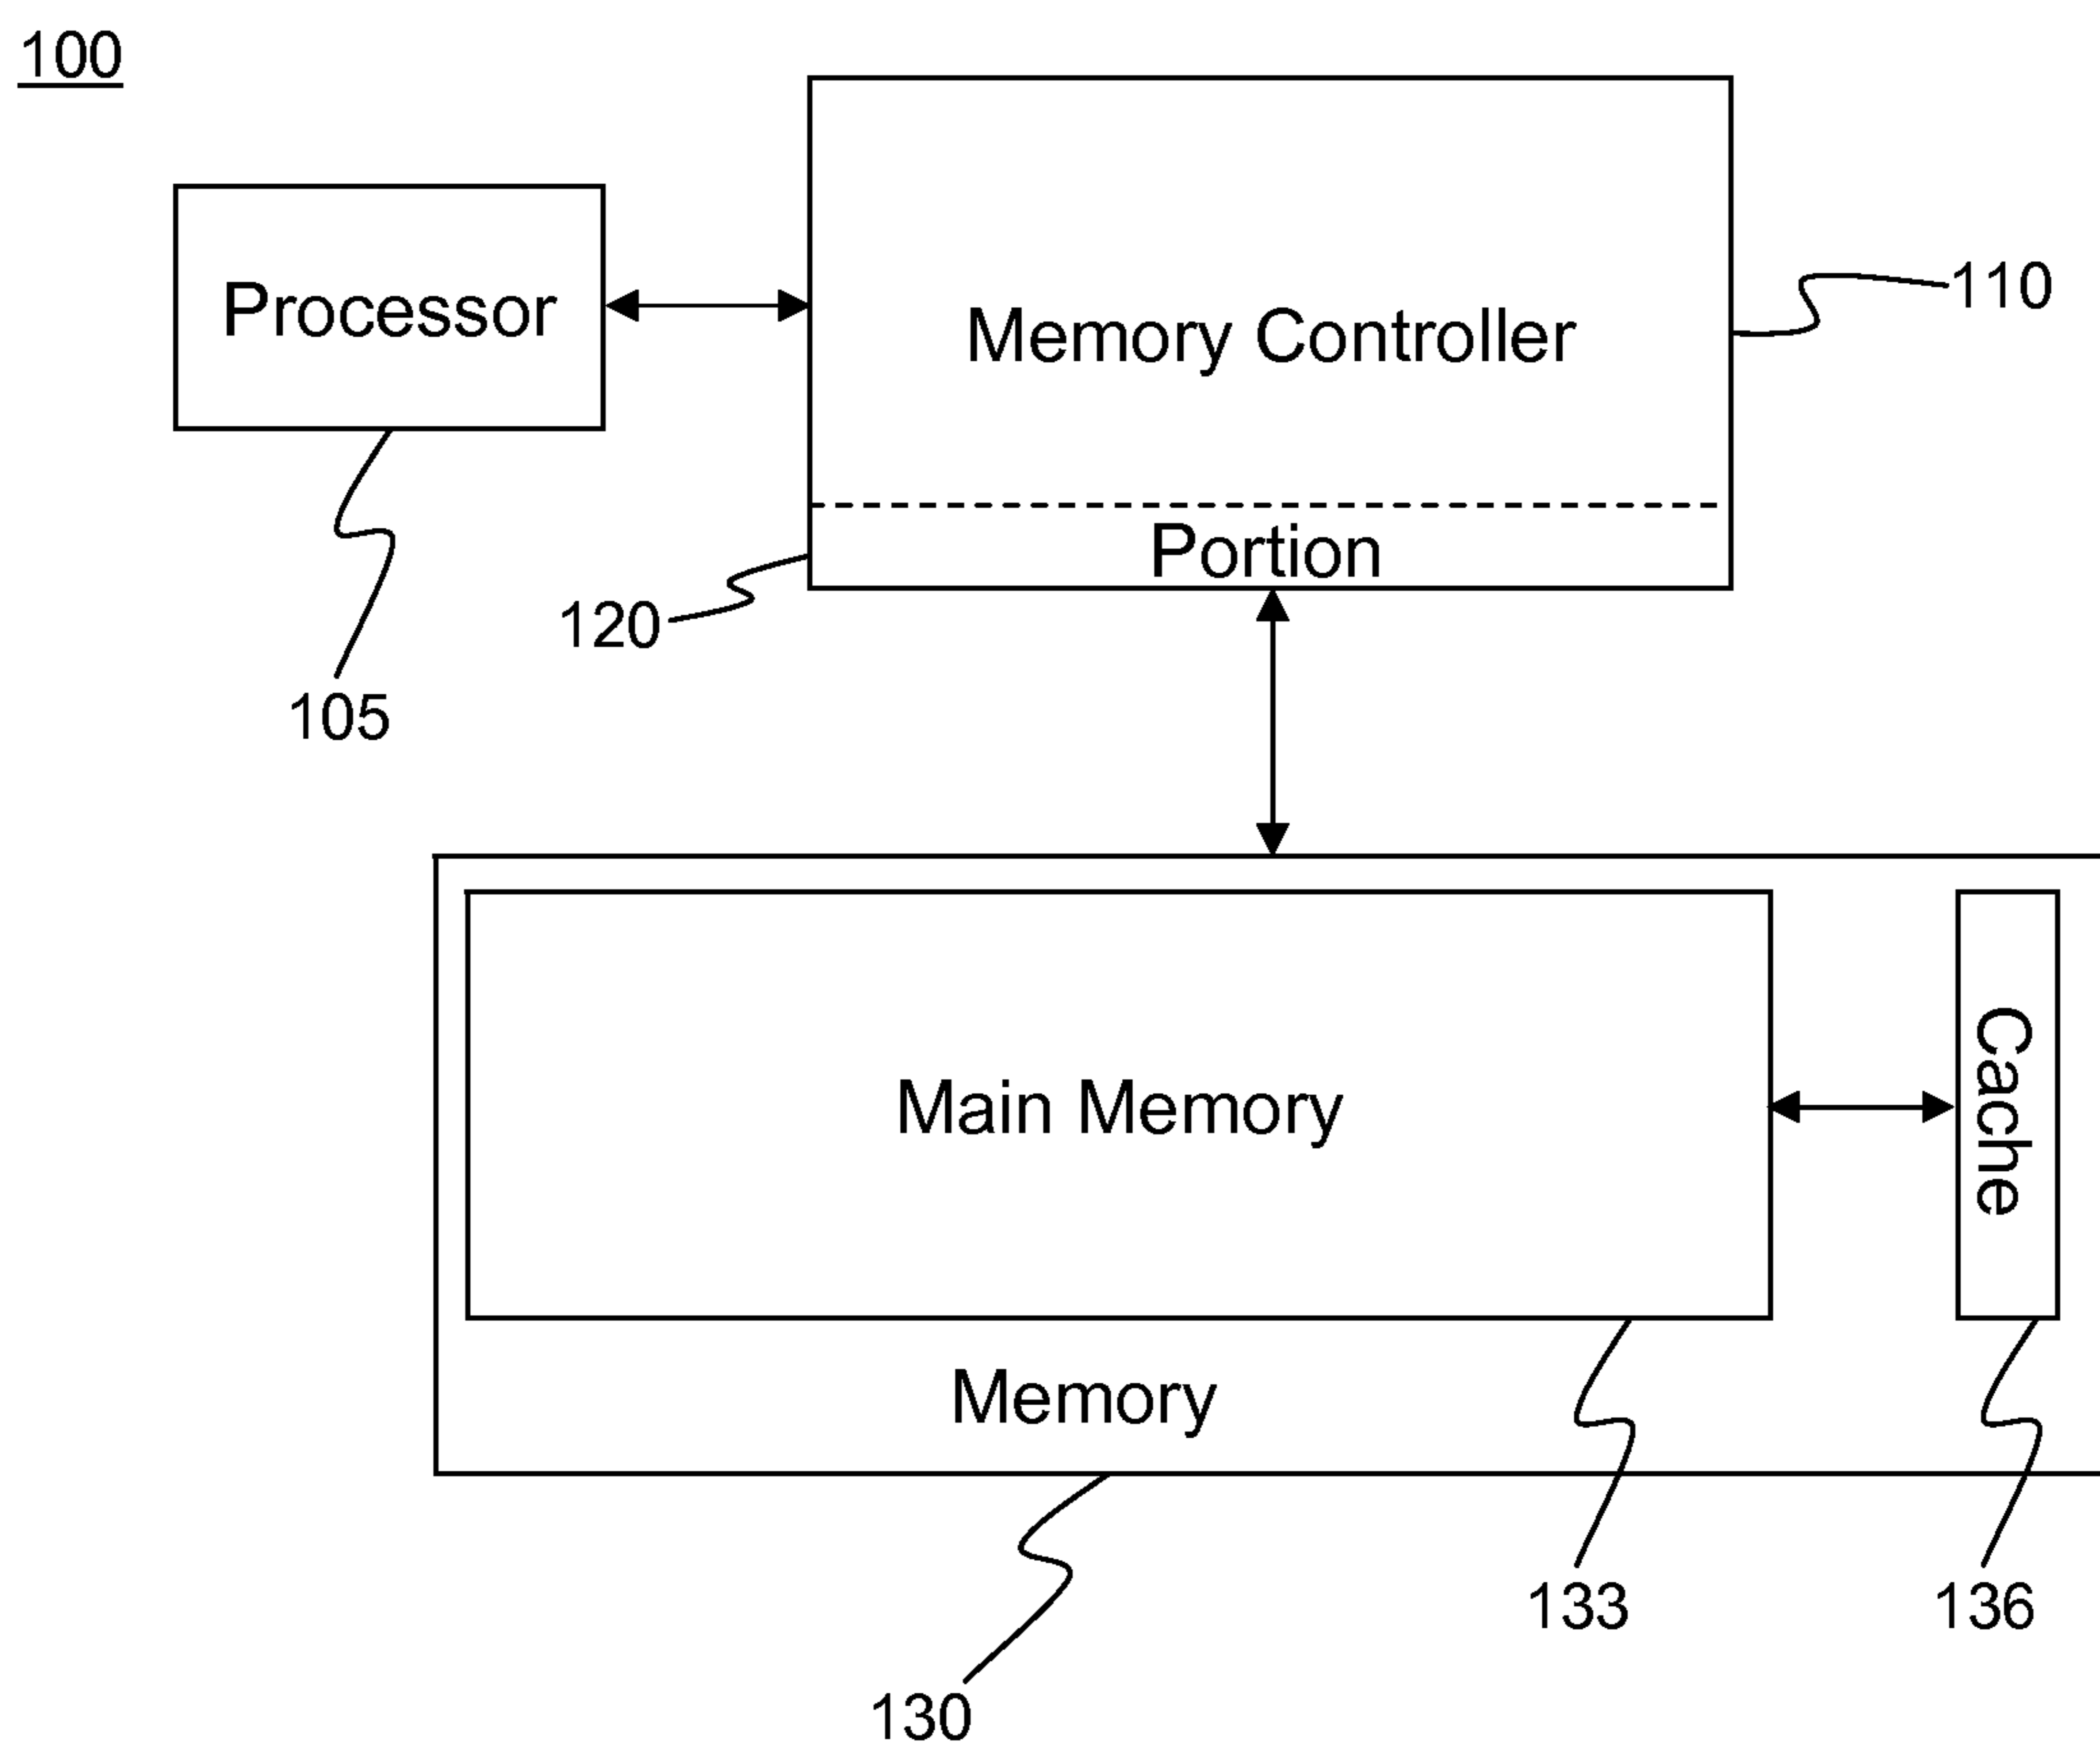 100
Processor
Memory Controller
110
Portion
120
105
Main Memory
Cache
Memory
133
136
130